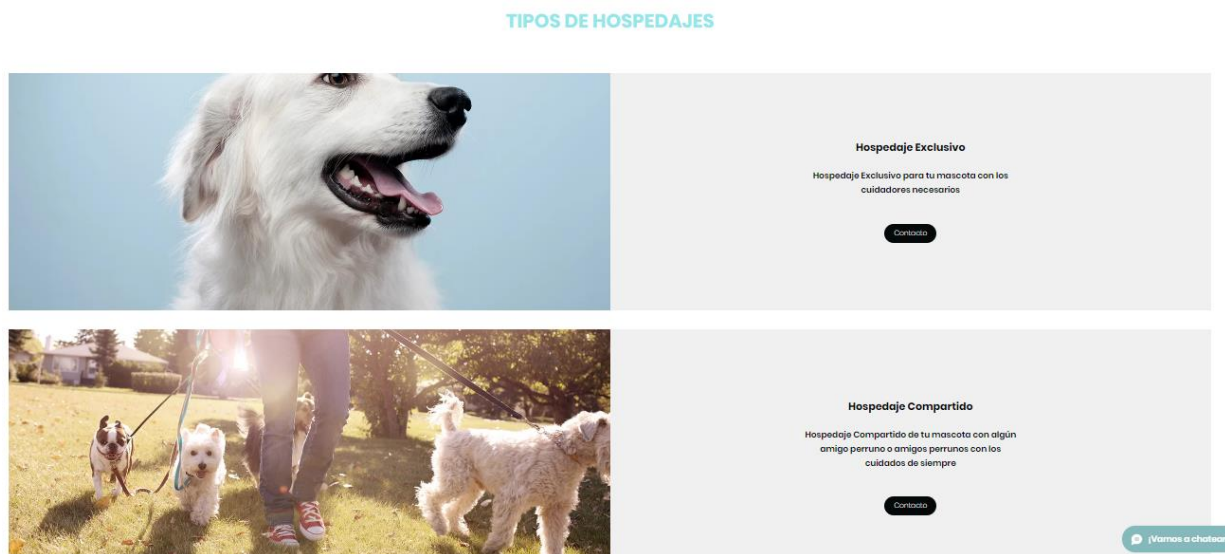 TIPOS DE HOSPEDAJES
Hospedaje Exclusivo
Hospedaje Exclusivo para tu mascota con los
cuidadores necesarios
Contacto
Hospedaje Compartido
Hospedaje Compartido de tu mascota con algún
amigo perruno o amigos perrunos con los
cuidados de siempre
Contacto
¡Vamos a chatear